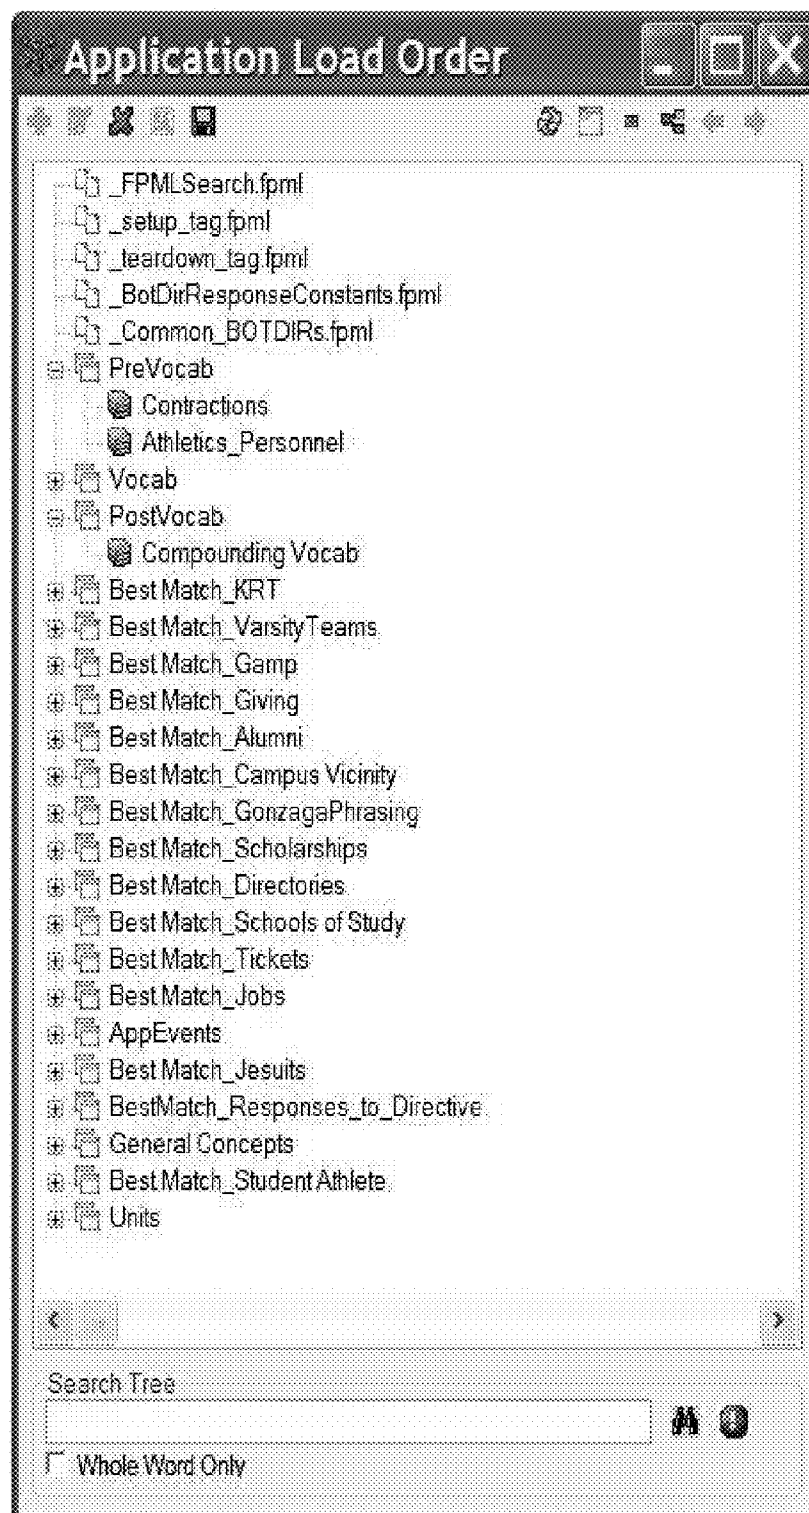 Application Load Order
_FPMLSearch.fpml
_setup_tag.fpml
_teardown_tag.fpml
_BotDirResponseConstants.fpml
_Common_BOTDIRs.fpml
PreVocab
Contractions
Athletics_Personnel
Vocab
PostVocab
Compounding Vocab
Best Match_KRT
Best Match_VarsityTeams
Best Match_Gamp
Best Match_Giving
Best Match_Alumni
Best Match_Campus Vicinity
Best Match_GonzagaPhrasing
Best Match_Scholarships
Best Match_Directories
Best Match_Schools of Study
Best Match_Tickets
Best Match_Jobs
AppEvents
Best Match_Jesuits
BestMatch_Responses_to_Directive
General Concepts
Best Match_Student Athlete
Units
Search Tree
Whole Word Only